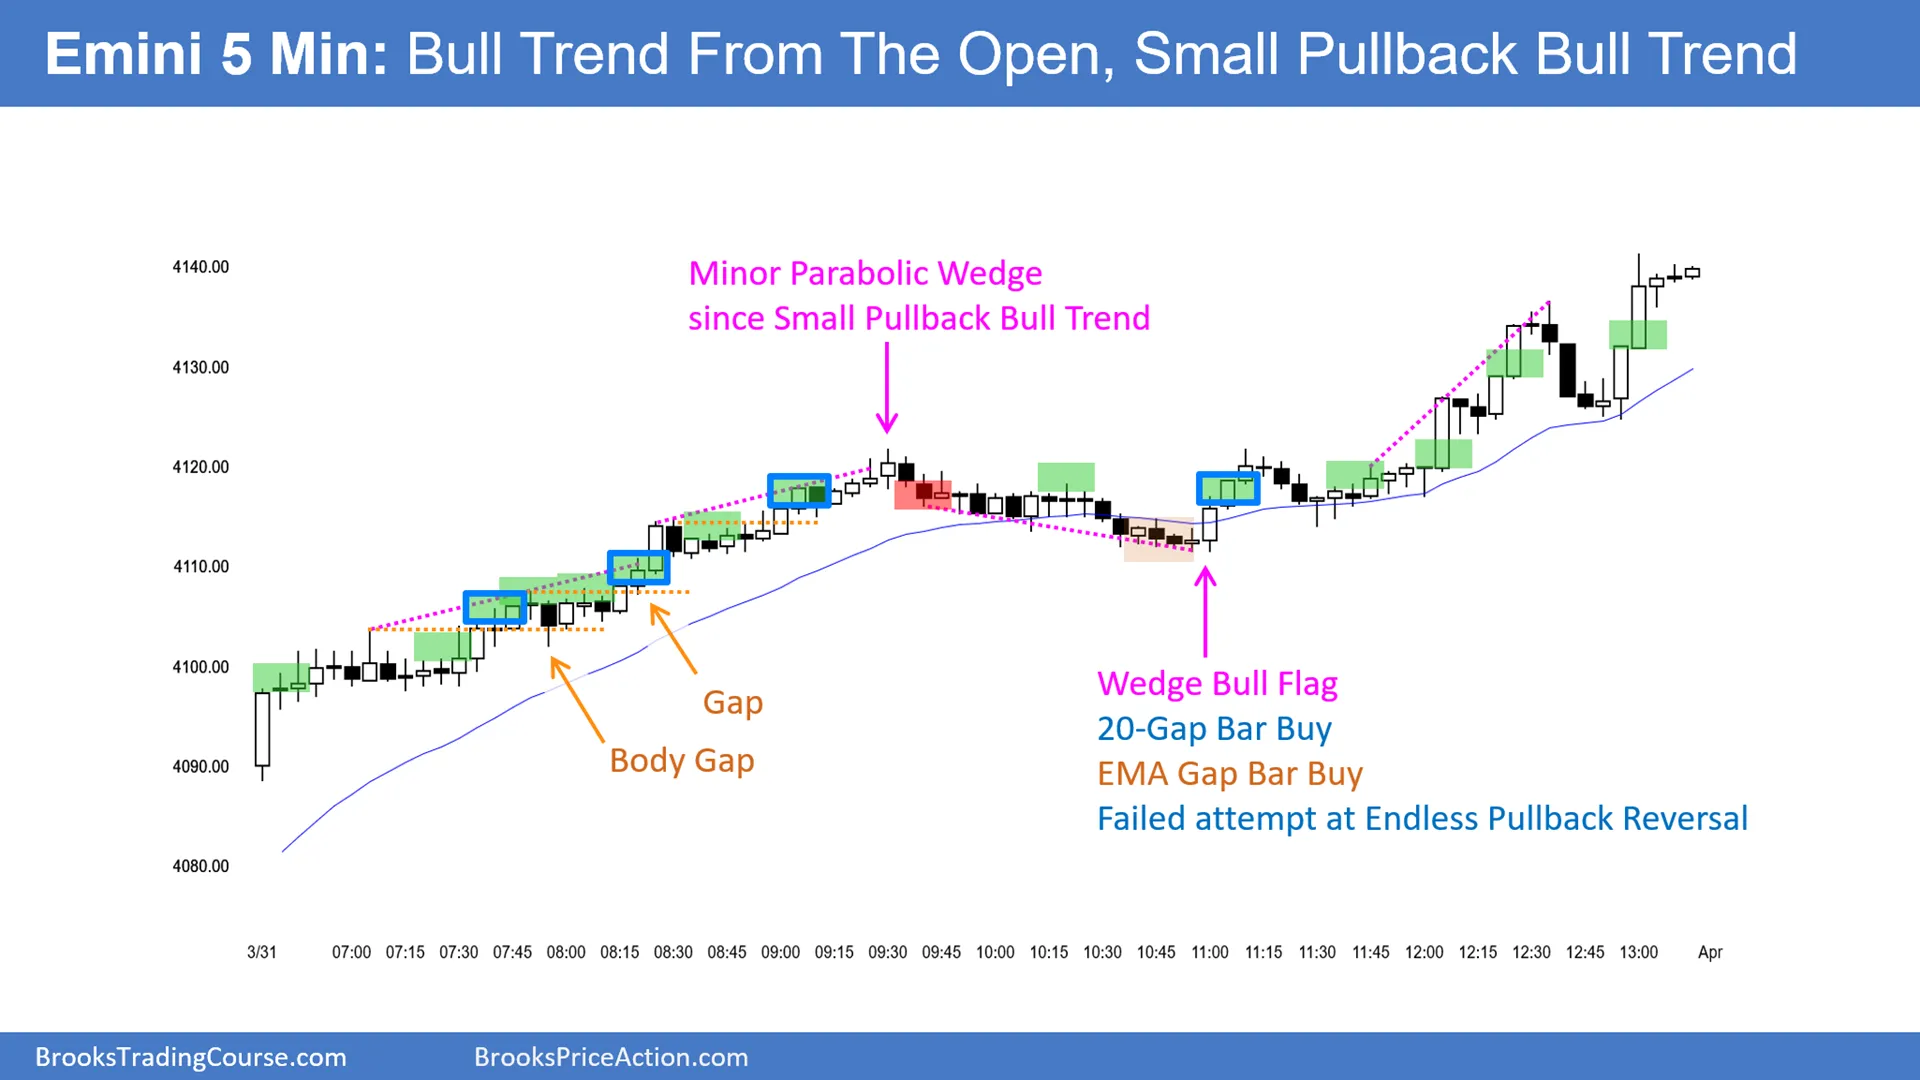 Emini 5 Min: Bull Trend From The Open, Small Pullback Bull Trend
Minor Parabolic Wedge
since Small Pullback Bull Trend
4140.00
4130.00
4120.00
4110.00
4100.00
4090.00
4080.00
Gap
Body Gap
Wedge Bull Flag
20-Gap Bar Buy
EMA Gap Bar Buy
Failed attempt at Endless Pullback Reversal
3/31 07:00 07:15 07:30 07:45 08:00 08:15 08:30 08:45 09:00 09:15 09:30 09:45 10:00 10:15 10:30 10:45 11:00 11:15 11:30 11:45 12:00 12:15 12:30 12:45 13:00 Apr
BrooksTradingCourse.com BrooksPriceAction.com